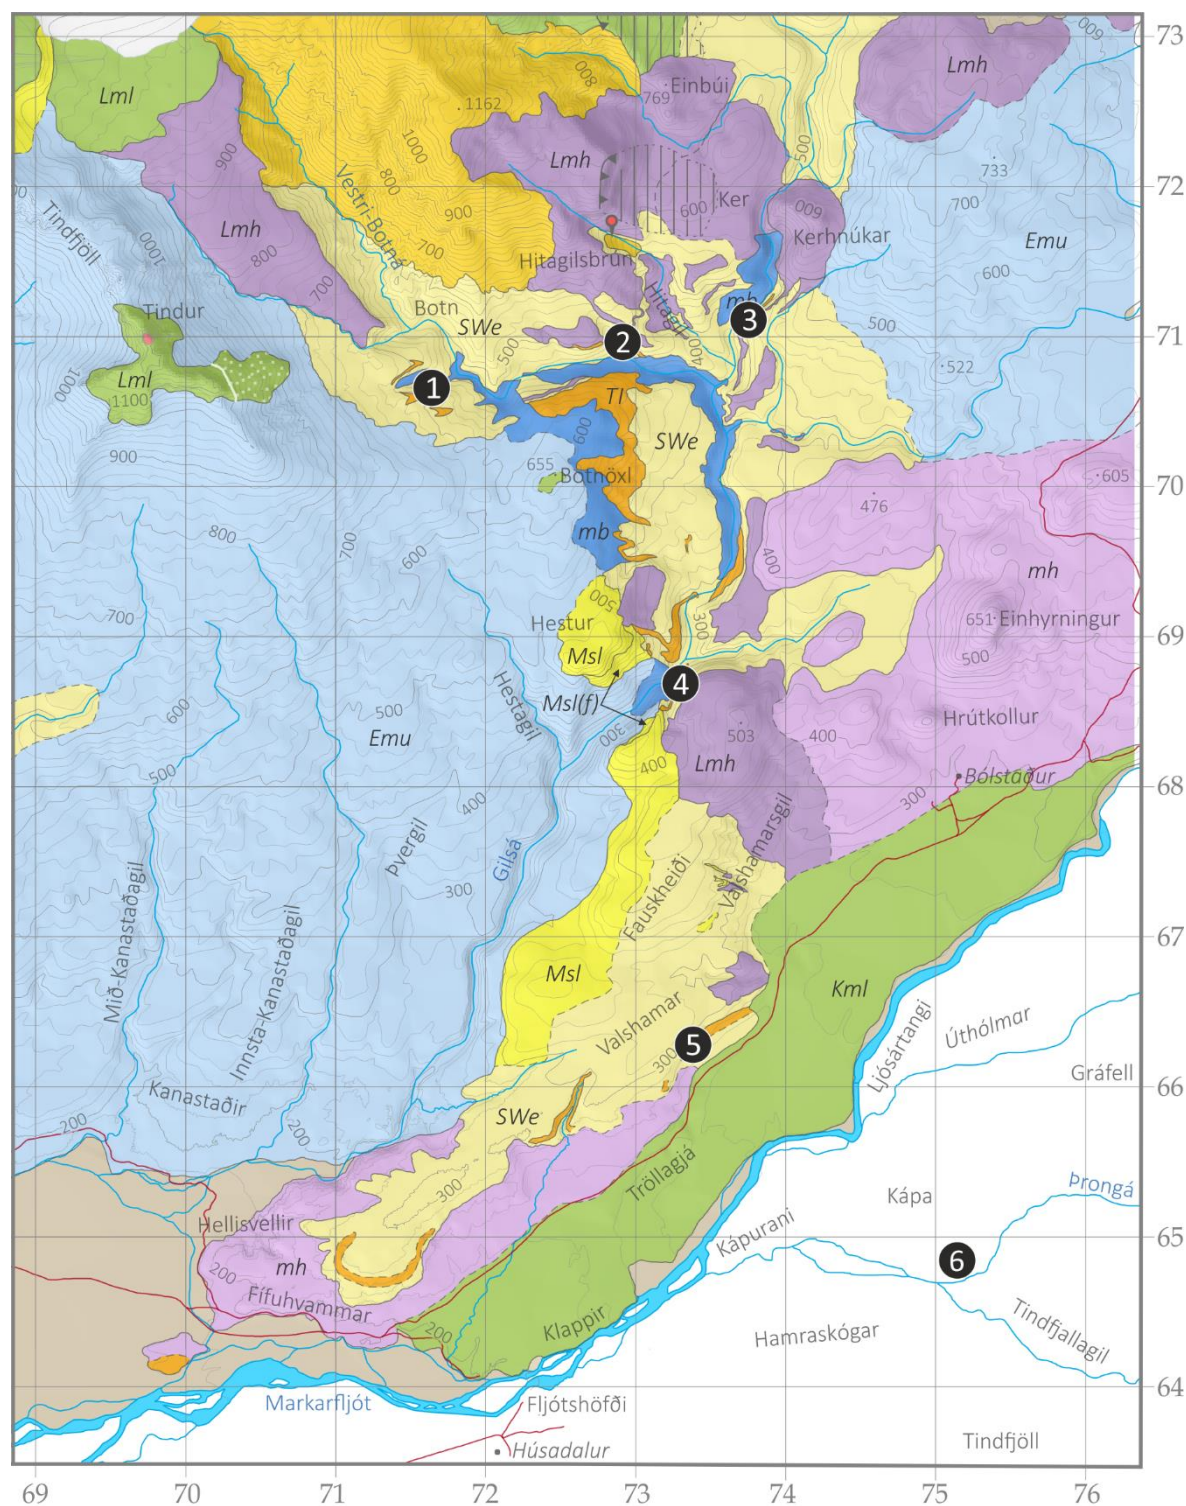 73
Lml
Lmh
800
769
Einbúi
Lmh
600
1162
1000
800
900
Lmh
500
733
72
900
Vestri-Botná
900
700
600
Ker
600
700
Tindfjöll
1000
Lmh
800
Kerhnúkar
Emu
Hitagilsbrún
700
600
Tindur
Botn
SWe
Hitagil
mb
3
500
71
500
2
400
522
1000
Lml
1100
1
TI
600
SWe
900
655
Botnöxl
605
70
476
800
700
600
mb
400
mh
700
500
300
651
Einhyrningur
Hestur
69
Msl
500
4
600
Hestagil
Msl(f)
500
300
503
Hrútkollur
Emu
400
400
Lmh
500
Bólstaður
68
400
300
Þvergil
Gilsá
300
Fauskheiði
Valshamarsgil
Mið-Kanastaðagil
Innsta-Kanastaðagil
67
Msl
Kml
Valshamar
Ljósártangi
Úthólmar
300
5
Gráfell
Kanastaðir
66
200
200
SWe
Tröllagjá
300
Kápa
Þrongá
Hellisvellir
Kápurani
65
mh
200
6
Fífuhvammar
200
Klappir
Hamraskógar
Tindfjallagil
64
Markarfljót
Fljótshöfði
Húsadalur
Tindfjöll
69
70
71
72
73
74
75
76